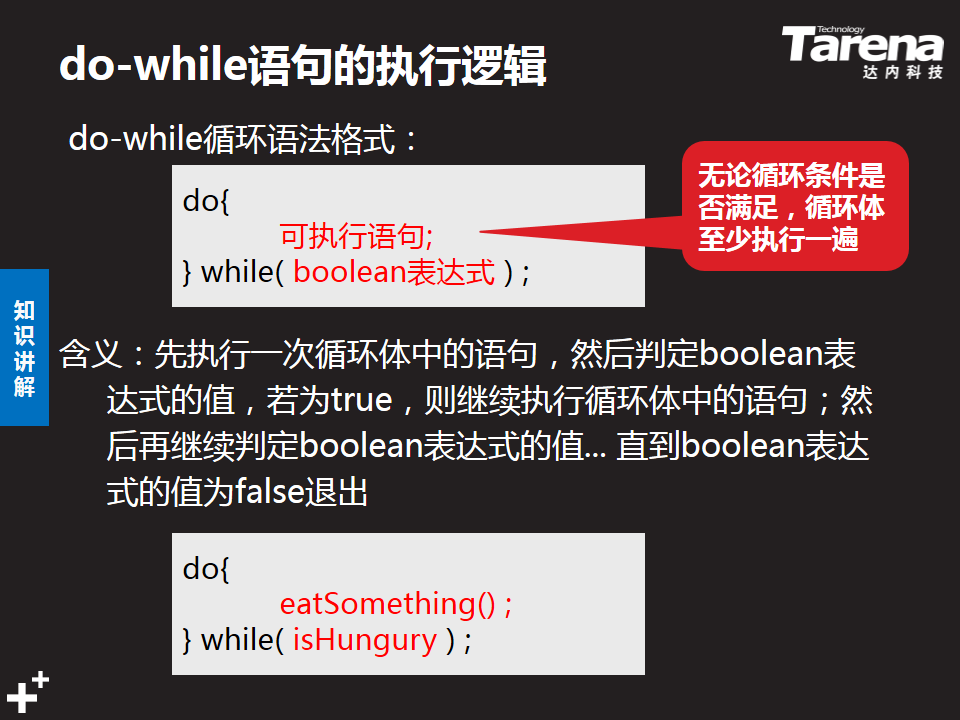 do-while语句的执行逻辑
Technology
Tarena
达内科技
do-while循环语法格式：
do{
可执行语句;
} while( boolean表达式 ) ;
无论循环条件是
否满足，循环体
至少执行一遍
知识讲解
含义：先执行一次循环体中的语句，然后判定boolean表
达式的值，若为true，则继续执行循环体中的语句；然
后再继续判定boolean表达式的值... 直到boolean表达
式的值为false退出
do{
eatSomething() ;
} while( isHungury ) ;